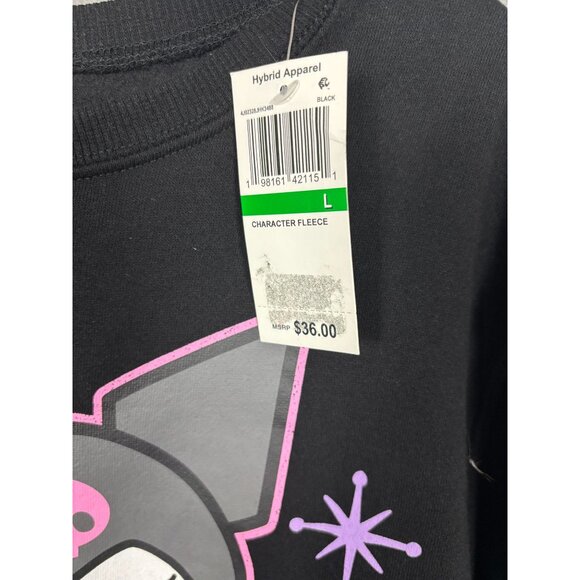 Hybrid Apparel
BLACK
1 98161 42115 1
L
CHARACTER FLEECE
MSRP $36.00